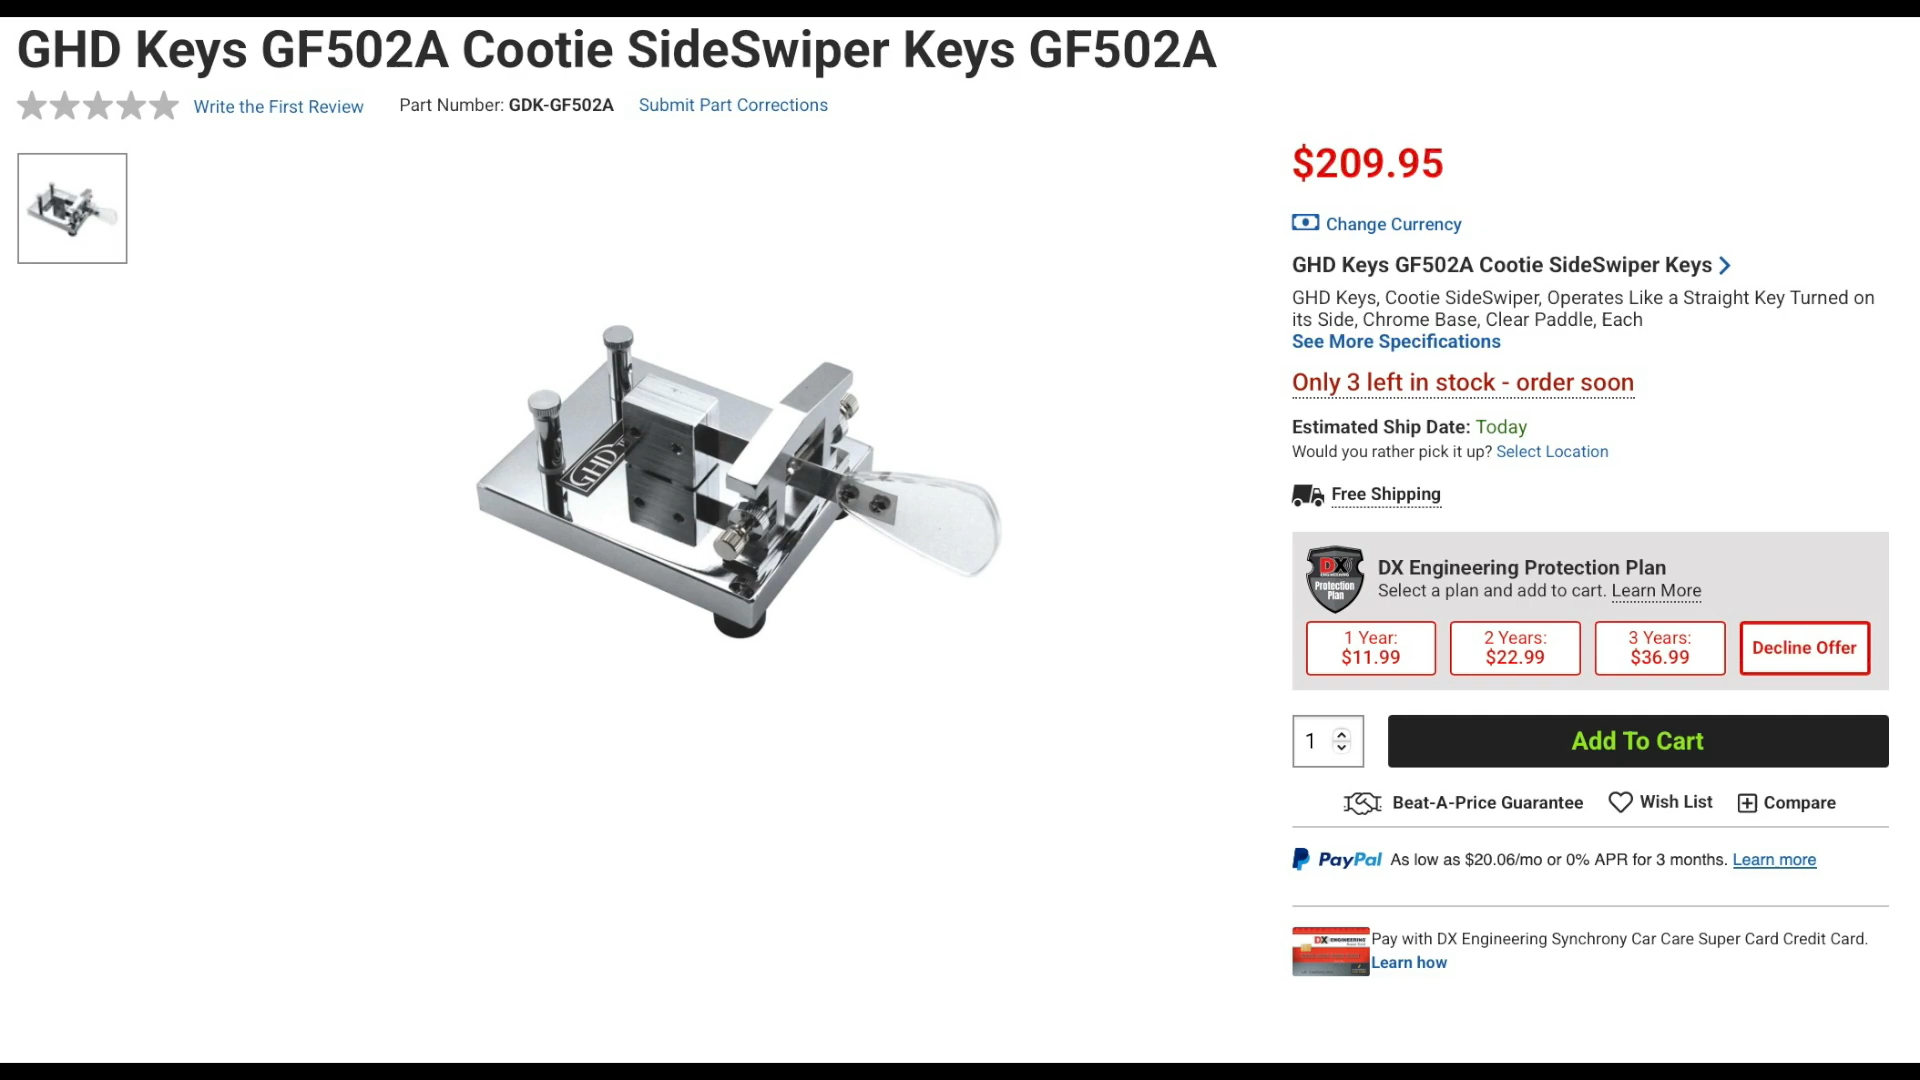 GHD Keys GF502A Cootie SideSwiper Keys GF502A
Write the First Review Part Number: GDK-GF502A Submit Part Corrections
GHD
$209.95
Change Currency
GHD Keys GF502A Cootie SideSwiper Keys
GHD Keys, Cootie SideSwiper, Operates Like a Straight Key Turned on
its Side, Chrome Base, Clear Paddle, Each
See More Specifications
Only 3 left in stock - order soon
Estimated Ship Date: Today
Would you rather pick it up? Select Location
Free Shipping
DX
ENGINEERING
Protection
Plan
DX Engineering Protection Plan
Select a plan and add to cart. Learn More
1 Year:
$11.99
2 Years:
$22.99
3 Years:
$36.99
Decline Offer
1
Add To Cart
Beat-A-Price Guarantee Wish List Compare
PayPal As low as $20.06/mo or 0% APR for 3 months. Learn more
DX ENGINEERING
Pay with DX Engineering Synchrony Car Care Super Card Credit Card.
Learn how